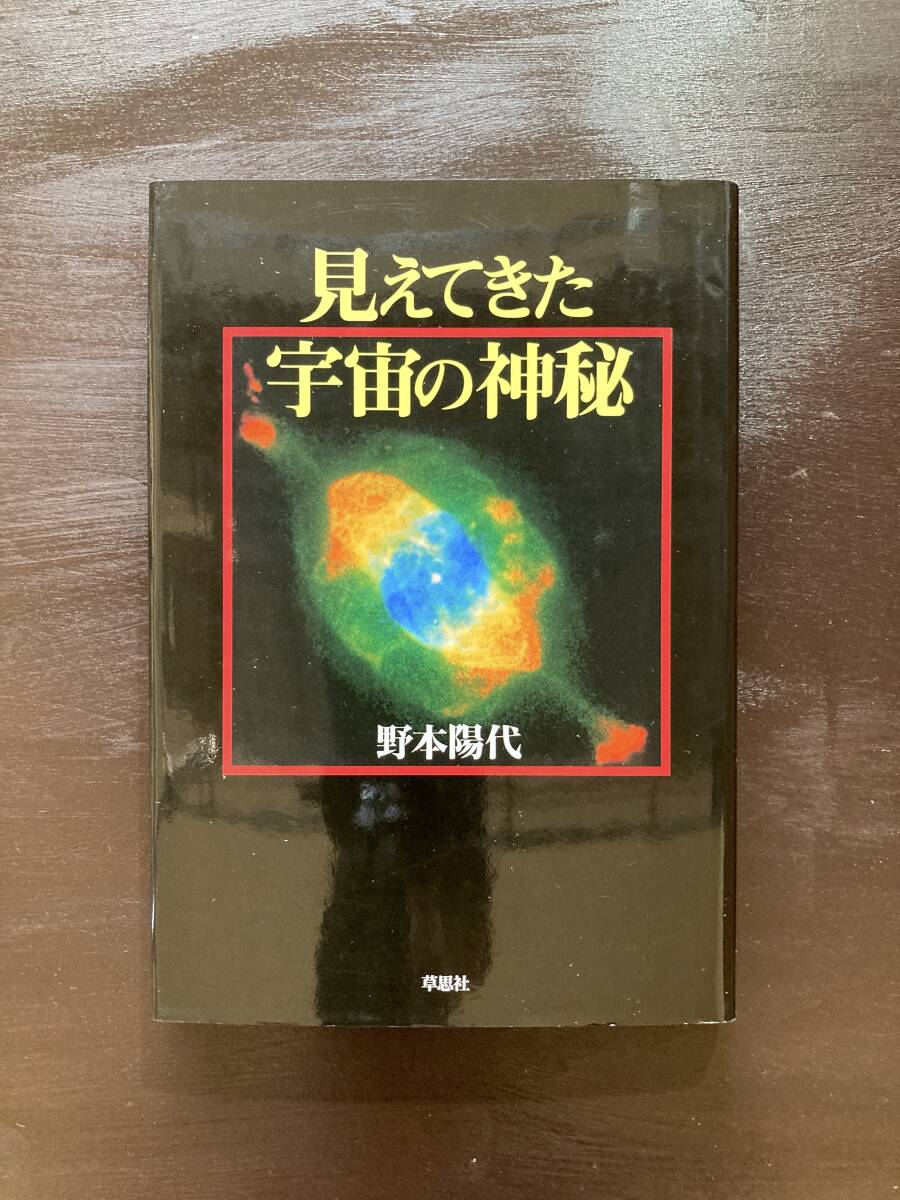 見えてきた
宇宙の神秘
野本陽代
草思社